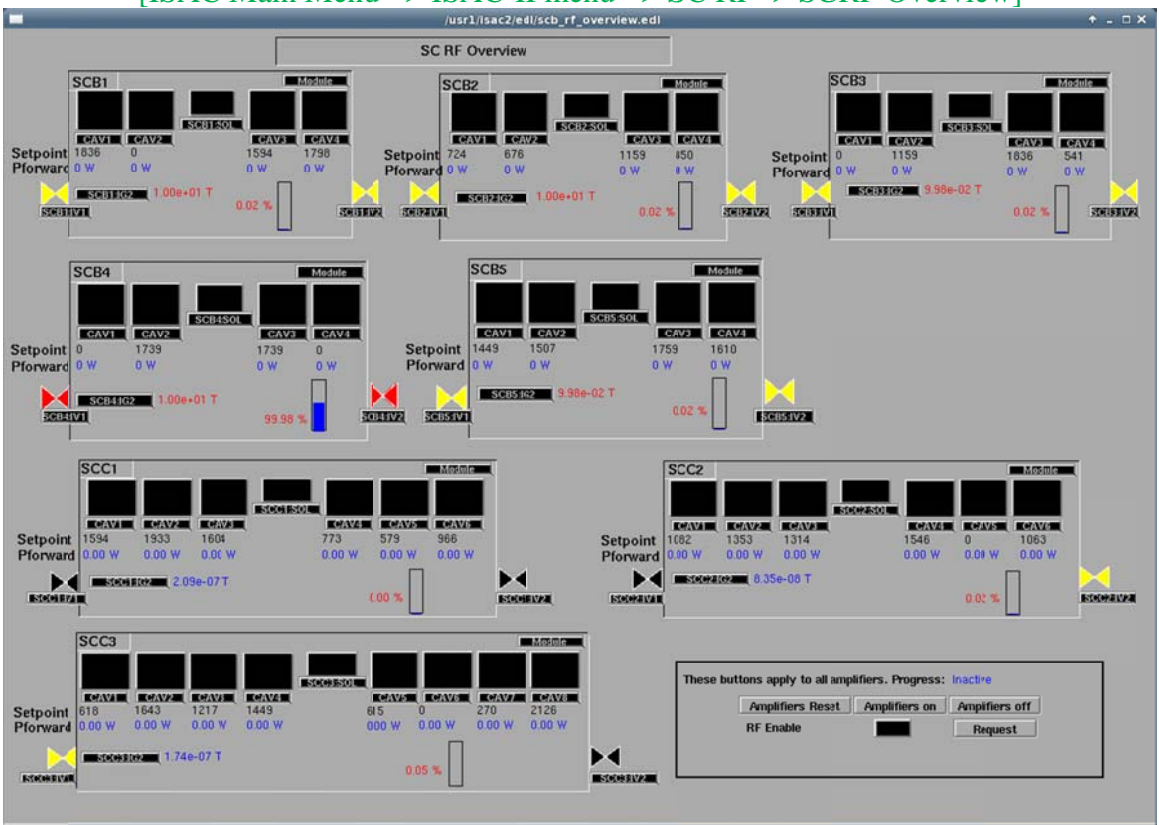 [ISAC Main Menu → ISAC-II menu → SC RF → SCRF Overview]
/usr1/isac2/edl/scb_rf_overview.edl
SC RF Overview
SCB1 Module
SCB1:SOL
CAV1 CAV2 CAV3 CAV4
Setpoint 1836 0 1594 1798
Pforward 0 W 0 W 0 W 0 W
SCB1:IG2 1.00e+01 T
0.02 %
SCB1:IV1 SCB1:IV2
SCB2 Module
SCB2:SOL
CAV1 CAV2 CAV3 CAV4
Setpoint 724 676 1159 850
Pforward 0 W 0 W 0 W 0 W
SCB2:IG2 1.00e+01 T
0.02 %
SCB2:IV1 SCB2:IV2
SCB3 Module
SCB3:SOL
CAV1 CAV2 CAV3 CAV4
Setpoint 0 1159 1836 541
Pforward 0 W 0 W 0 W 0 W
SCB3:IG2 9.98e-02 T
0.02 %
SCB3:IV1 SCB3:IV2
SCB4 Module
SCB4:SOL
CAV1 CAV2 CAV3 CAV4
Setpoint 0 1739 1739 0
Pforward 0 W 0 W 0 W 0 W
SCB4:IG2 1.00e+01 T
99.98 %
SCB4:IV1 SCB4:IV2
SCB5 Module
SCB5:SOL
CAV1 CAV2 CAV3 CAV4
Setpoint 1449 1507 1759 1610
Pforward 0 W 0 W 0 W 0 W
SCB5:IG2 9.98e-02 T
0.02 %
SCB5:IV1 SCB5:IV2
SCC1 Module
SCC1:SOL
CAV1 CAV2 CAV3 CAV4 CAV5 CAV6
Setpoint 1594 1933 1604 773 579 966
Pforward 0.00 W 0.00 W 0.00 W 0.00 W 0.00 W 0.00 W
SCC1:IG2 2.09e-07 T
0.00 %
SCC1:IV1 SCC1:IV2
SCC2 Module
SCC2:SOL
CAV1 CAV2 CAV3 CAV4 CAV5 CAV6
Setpoint 1082 1353 1314 1546 0 1063
Pforward 0.00 W 0.00 W 0.00 W 0.00 W 0.00 W 0.00 W
SCC2:IG2 8.35e-08 T
0.02 %
SCC2:IV1 SCC2:IV2
SCC3 Module
SCC3:SOL
CAV1 CAV2 CAV3 CAV4 CAV5 CAV6 CAV7 CAV8
Setpoint 618 1643 1217 1449 615 0 270 2126
Pforward 0.00 W 0.00 W 0.00 W 0.00 W 0.00 W 0.00 W 0.00 W 0.00 W
SCC3:IG2 1.74e-07 T
0.05 %
SCC3:IV1 SCC3:IV2
These buttons apply to all amplifiers. Progress: Inactive
Amplifiers Reset Amplifiers on Amplifiers off
RF Enable Request